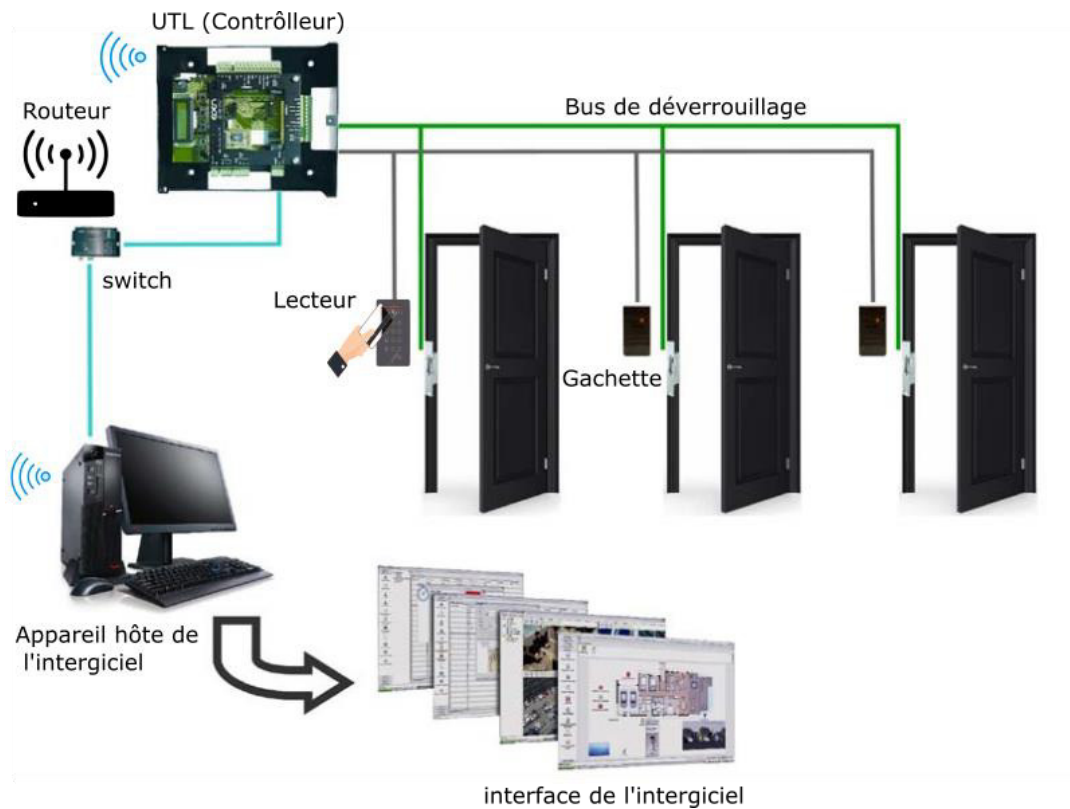 UTL (Contrôlleur)
Routeur
Bus de déverrouillage
switch
Lecteur
Gachette
Appareil hôte de
l'intergiciel
interface de l'intergiciel